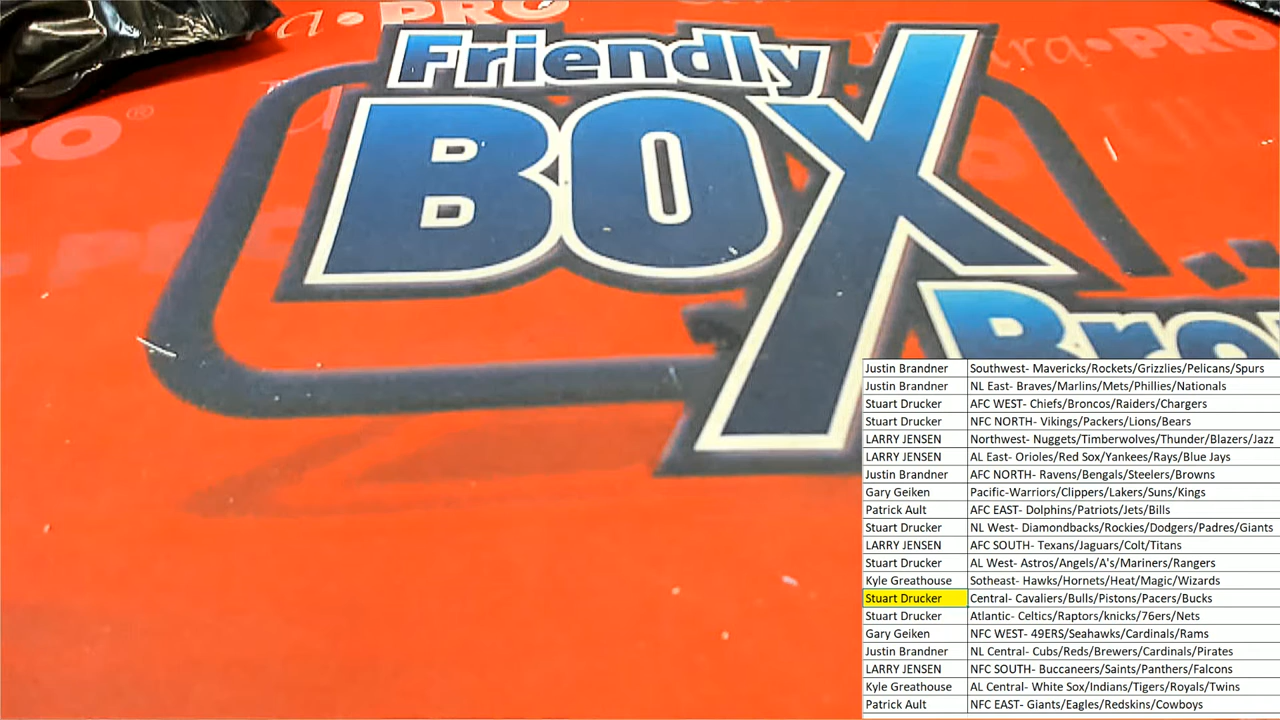 a•PRO
Friendly
BOX
Bro
RO®
PRO
Justin Brandner Southwest- Mavericks/Rockets/Grizzlies/Pelicans/Spurs
Justin Brandner NL East- Braves/Marlins/Mets/Phillies/Nationals
Stuart Drucker AFC WEST- Chiefs/Broncos/Raiders/Chargers
Stuart Drucker NFC NORTH- Vikings/Packers/Lions/Bears
LARRY JENSEN Northwest- Nuggets/Timberwolves/Thunder/Blazers/Jazz
LARRY JENSEN AL East- Orioles/Red Sox/Yankees/Rays/Blue Jays
Justin Brandner AFC NORTH- Ravens/Bengals/Steelers/Browns
Gary Geiken Pacific-Warriors/Clippers/Lakers/Suns/Kings
Patrick Ault AFC EAST- Dolphins/Patriots/Jets/Bills
Stuart Drucker NL West- Diamondbacks/Rockies/Dodgers/Padres/Giants
LARRY JENSEN AFC SOUTH- Texans/Jaguars/Colt/Titans
Stuart Drucker AL West- Astros/Angels/A's/Mariners/Rangers
Kyle Greathouse Sotheast- Hawks/Hornets/Heat/Magic/Wizards
Stuart Drucker Central- Cavaliers/Bulls/Pistons/Pacers/Bucks
Stuart Drucker Atlantic- Celtics/Raptors/knicks/76ers/Nets
Gary Geiken NFC WEST- 49ERS/Seahawks/Cardinals/Rams
Justin Brandner NL Central- Cubs/Reds/Brewers/Cardinals/Pirates
LARRY JENSEN NFC SOUTH- Buccaneers/Saints/Panthers/Falcons
Kyle Greathouse AL Central- White Sox/Indians/Tigers/Royals/Twins
Patrick Ault NFC EAST- Giants/Eagles/Redskins/Cowboys